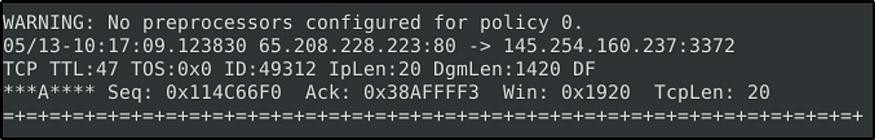 WARNING: No preprocessors configured for policy 0.
05/13-10:17:09.123830 65.208.228.223:80 -> 145.254.160.237:3372
TCP TTL:47 TOS:0x0 ID:49312 IpLen:20 DgmLen:1420 DF
***A**** Seq: 0x114C66F0  Ack: 0x38AFFFF3  Win: 0x1920  TcpLen: 20
=+=+=+=+=+=+=+=+=+=+=+=+=+=+=+=+=+=+=+=+=+=+=+=+=+=+=+=+=+=+=+=+=+=+=+=+=+